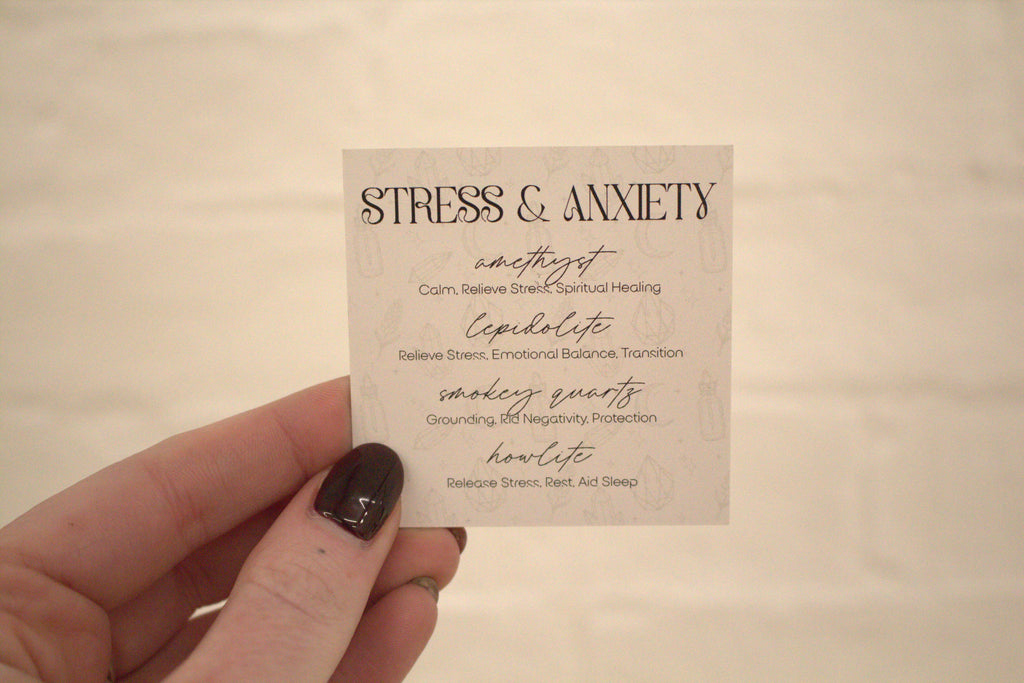 STRESS & ANXIETY
amethyst
Calm, Relieve Stress, Spiritual Healing
lepidolite
Relieve Stress, Emotional Balance, Transition
smokey quartz
Grounding, Rid Negativity, Protection
howlite
Release Stress, Rest, Aid Sleep